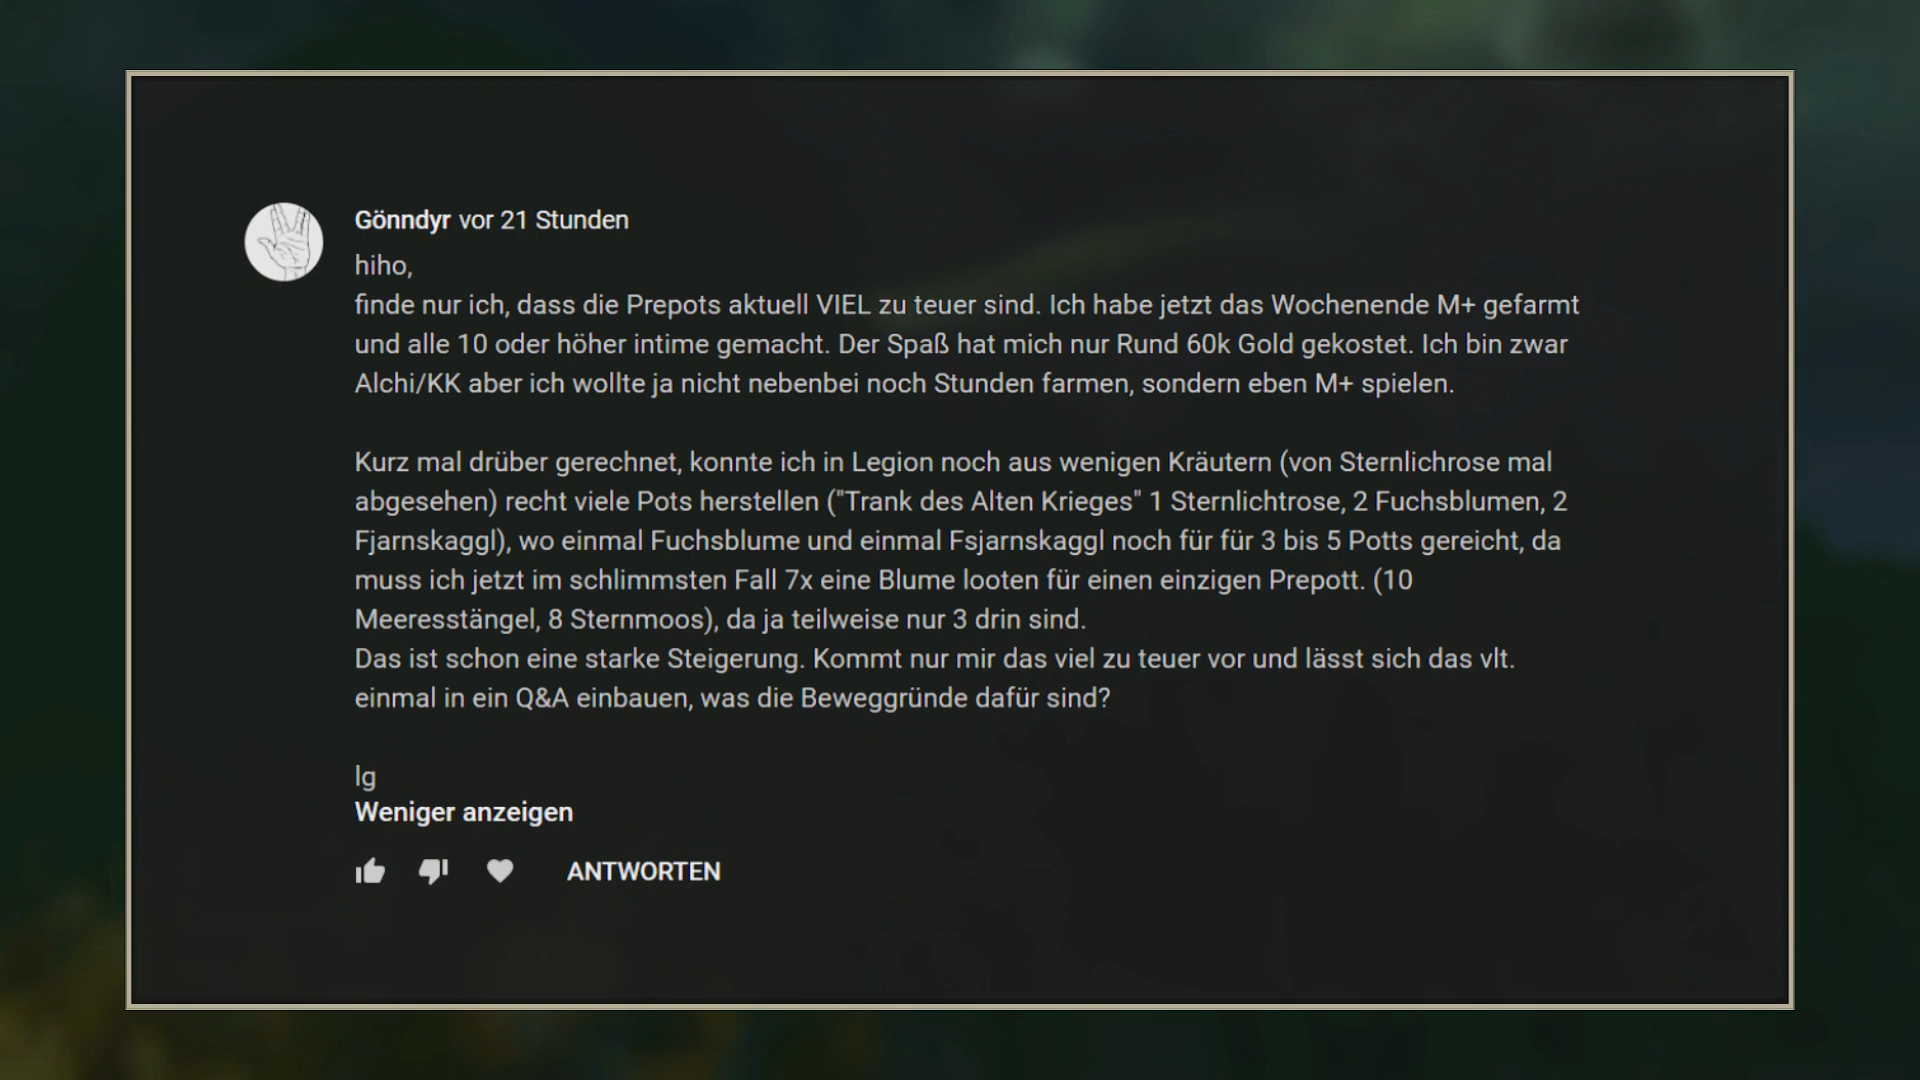 Gönndyr vor 21 Stunden
hiho,
finde nur ich, dass die Prepots aktuell VIEL zu teuer sind. Ich habe jetzt das Wochenende M+ gefarmt
und alle 10 oder höher intime gemacht. Der Spaß hat mich nur Rund 60k Gold gekostet. Ich bin zwar
Alchi/KK aber ich wollte ja nicht nebenbei noch Stunden farmen, sondern eben M+ spielen.
Kurz mal drüber gerechnet, konnte ich in Legion noch aus wenigen Kräutern (von Sternlichrose mal
abgesehen) recht viele Pots herstellen ("Trank des Alten Krieges" 1 Sternlichtrose, 2 Fuchsblumen, 2
Fjarnskaggl), wo einmal Fuchsblume und einmal Fsjarnskaggl noch für für 3 bis 5 Potts gereicht, da
muss ich jetzt im schlimmsten Fall 7x eine Blume looten für einen einzigen Prepott. (10
Meeresstängel, 8 Sternmoos), da ja teilweise nur 3 drin sind.
Das ist schon eine starke Steigerung. Kommt nur mir das viel zu teuer vor und lässt sich das vlt.
einmal in ein Q&A einbauen, was die Beweggründe dafür sind?
lg
Weniger anzeigen
ANTWORTEN